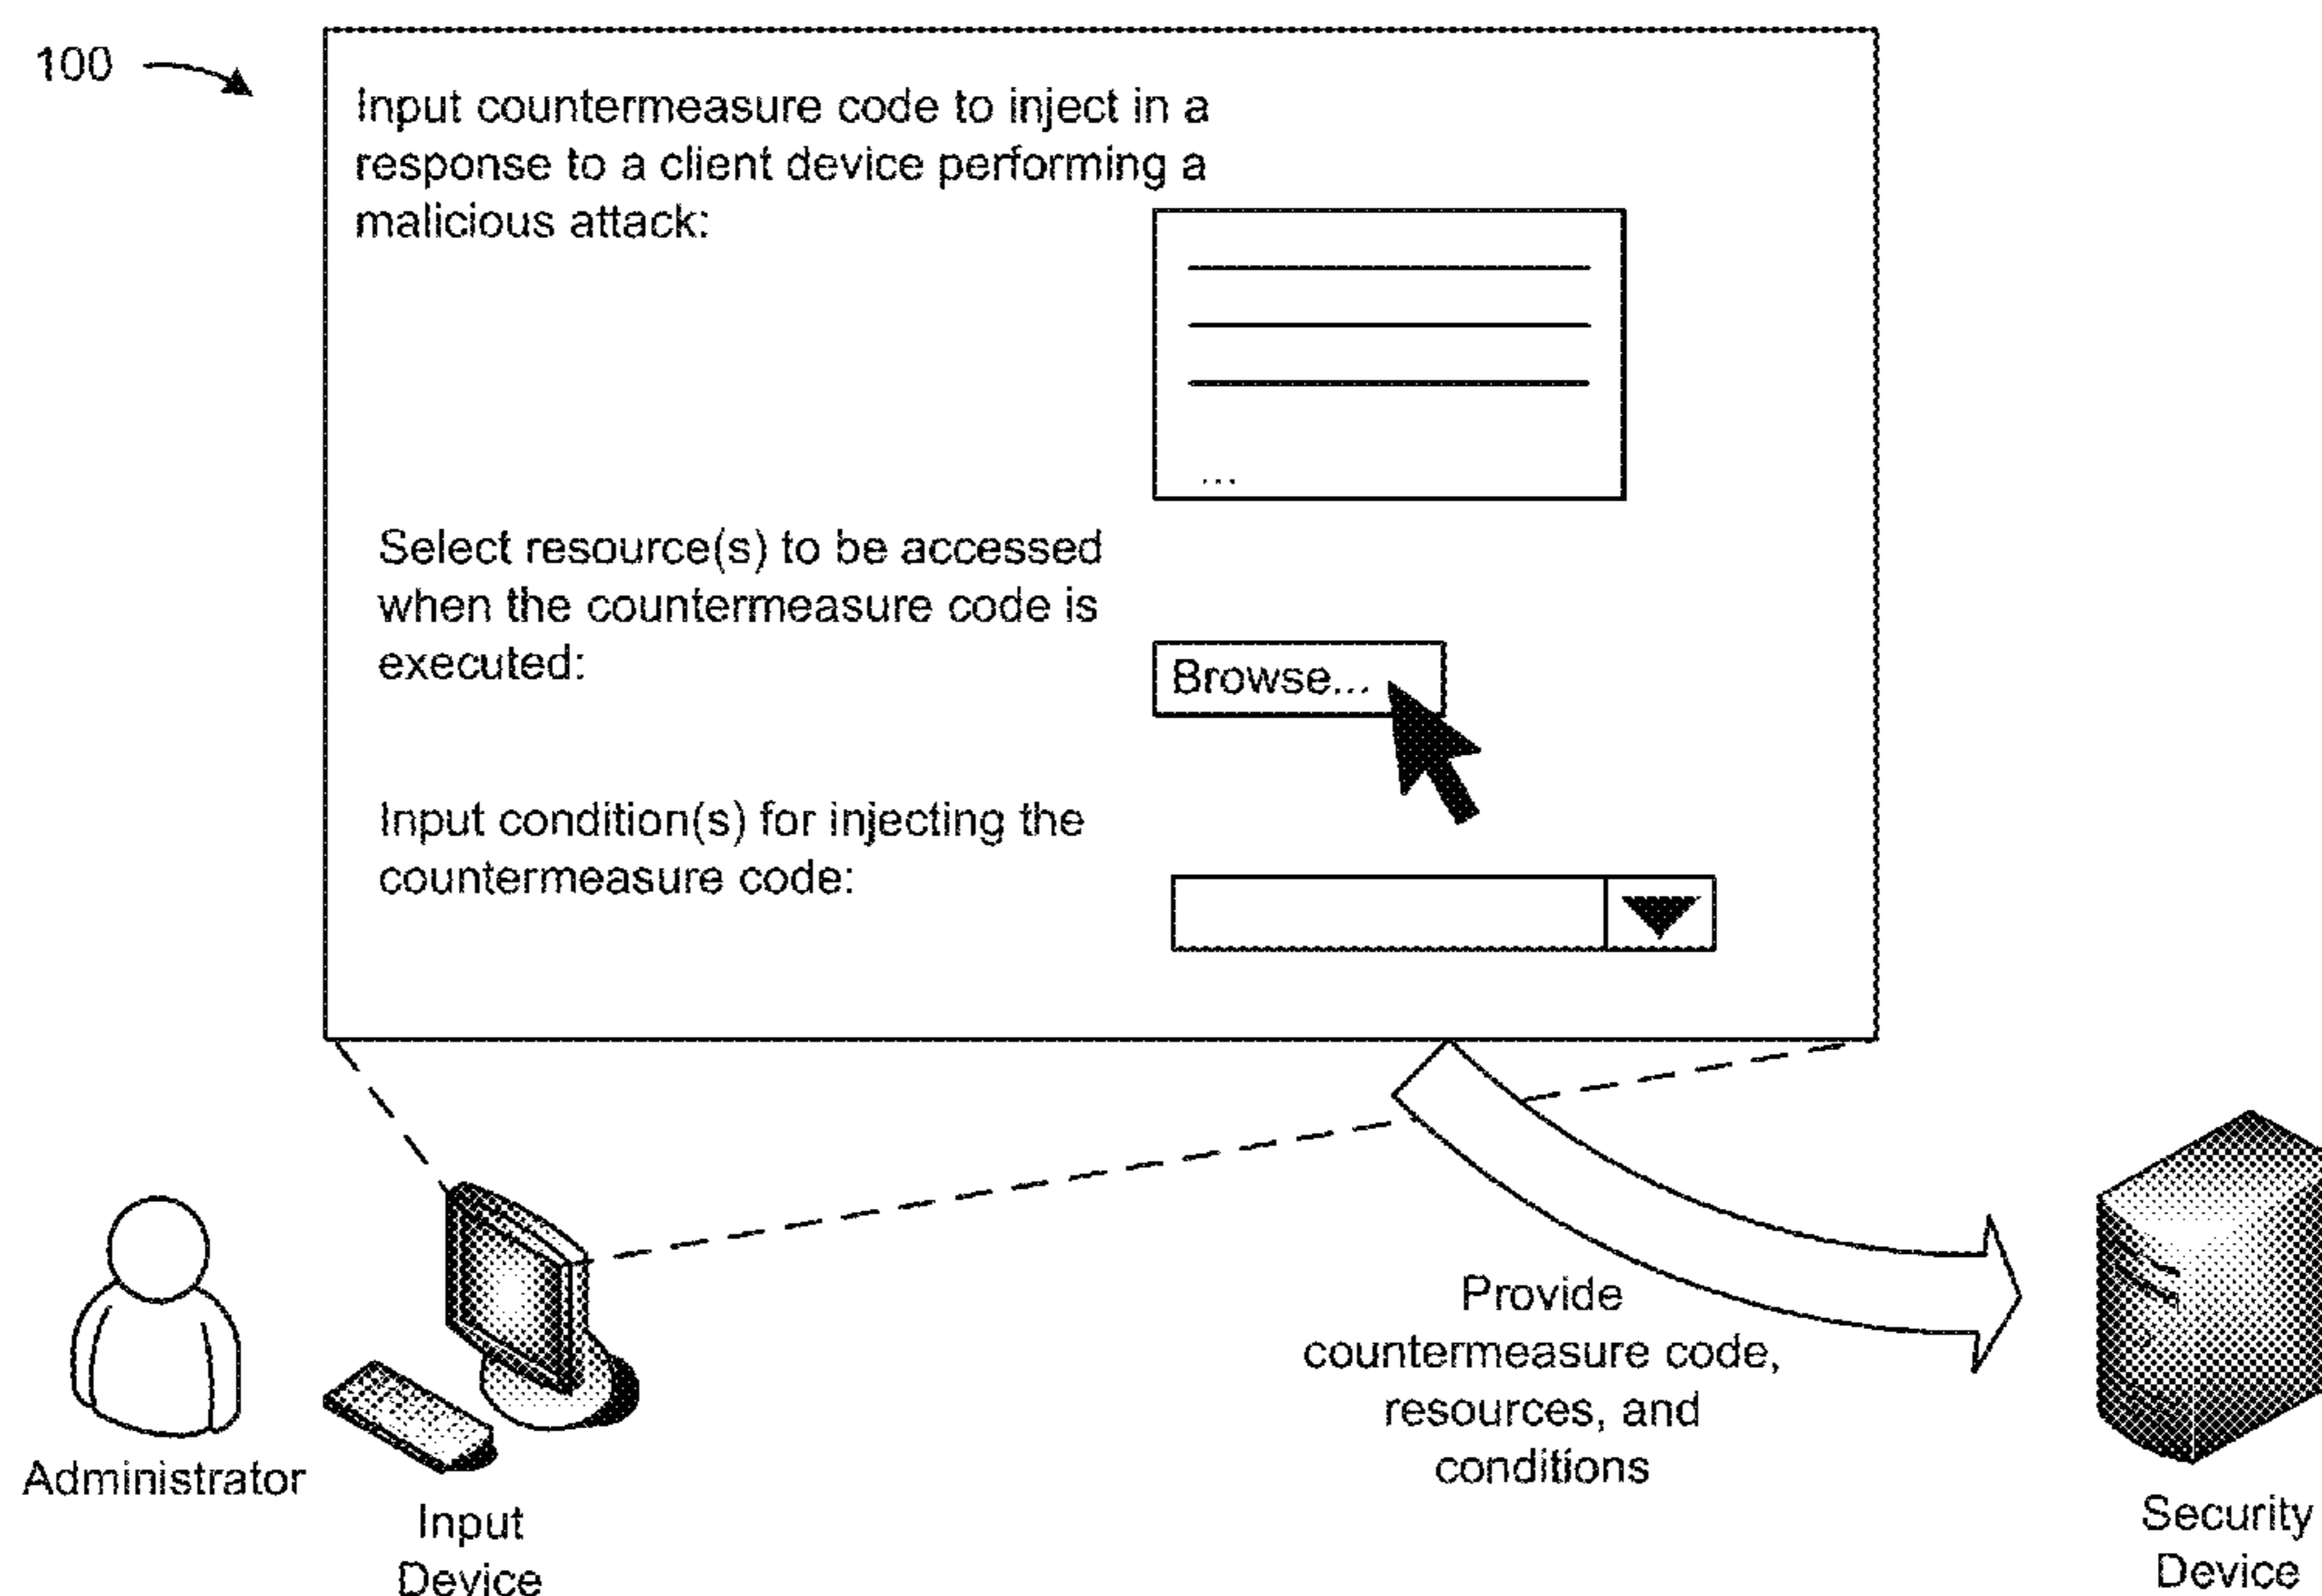 100
Input countermeasure code to inject in a
response to a client device performing a
malicious attack:
...
Select resource(s) to be accessed
when the countermeasure code is
executed:
Browse...
Input condition(s) for injecting the
countermeasure code:
Provide
countermeasure code,
resources, and
conditions
Administrator
Input
Device
Security
Device